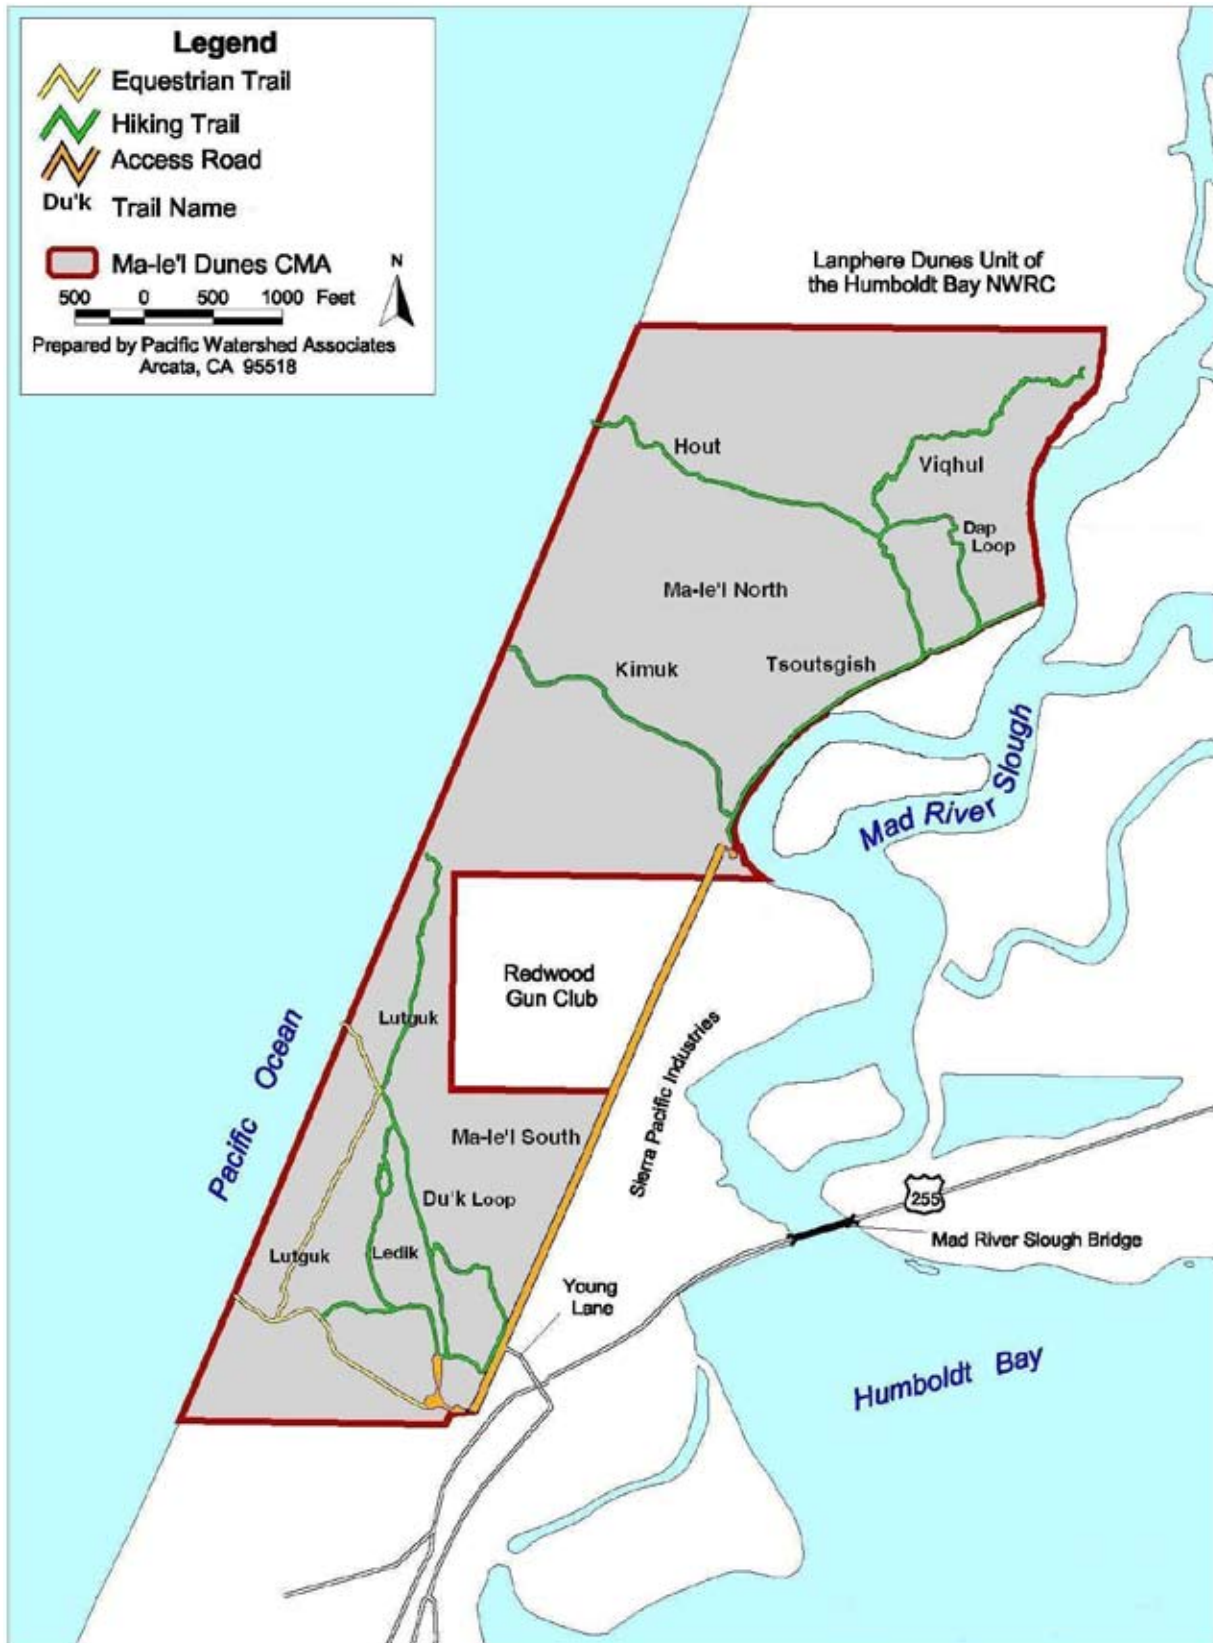 Legend
Equestrian Trail
Hiking Trail
Access Road
Du'k Trail Name
Ma-le'l Dunes CMA
N
500 0 500 1000 Feet
Prepared by Pacific Watershed Associates
Arcata, CA 95518
Lanphere Dunes Unit of
the Humboldt Bay NWRC
Hout
Viqhul
Dap
Loop
Ma-le'l North
Kimuk
Tsoutsgish
Mad River Slough
Redwood
Gun Club
Lutguk
Pacific Ocean
Sierra Pacific Industries
Ma-le'l South
Du'k Loop
255
Mad River Slough Bridge
Lutguk
Ledik
Young
Lane
Humboldt Bay